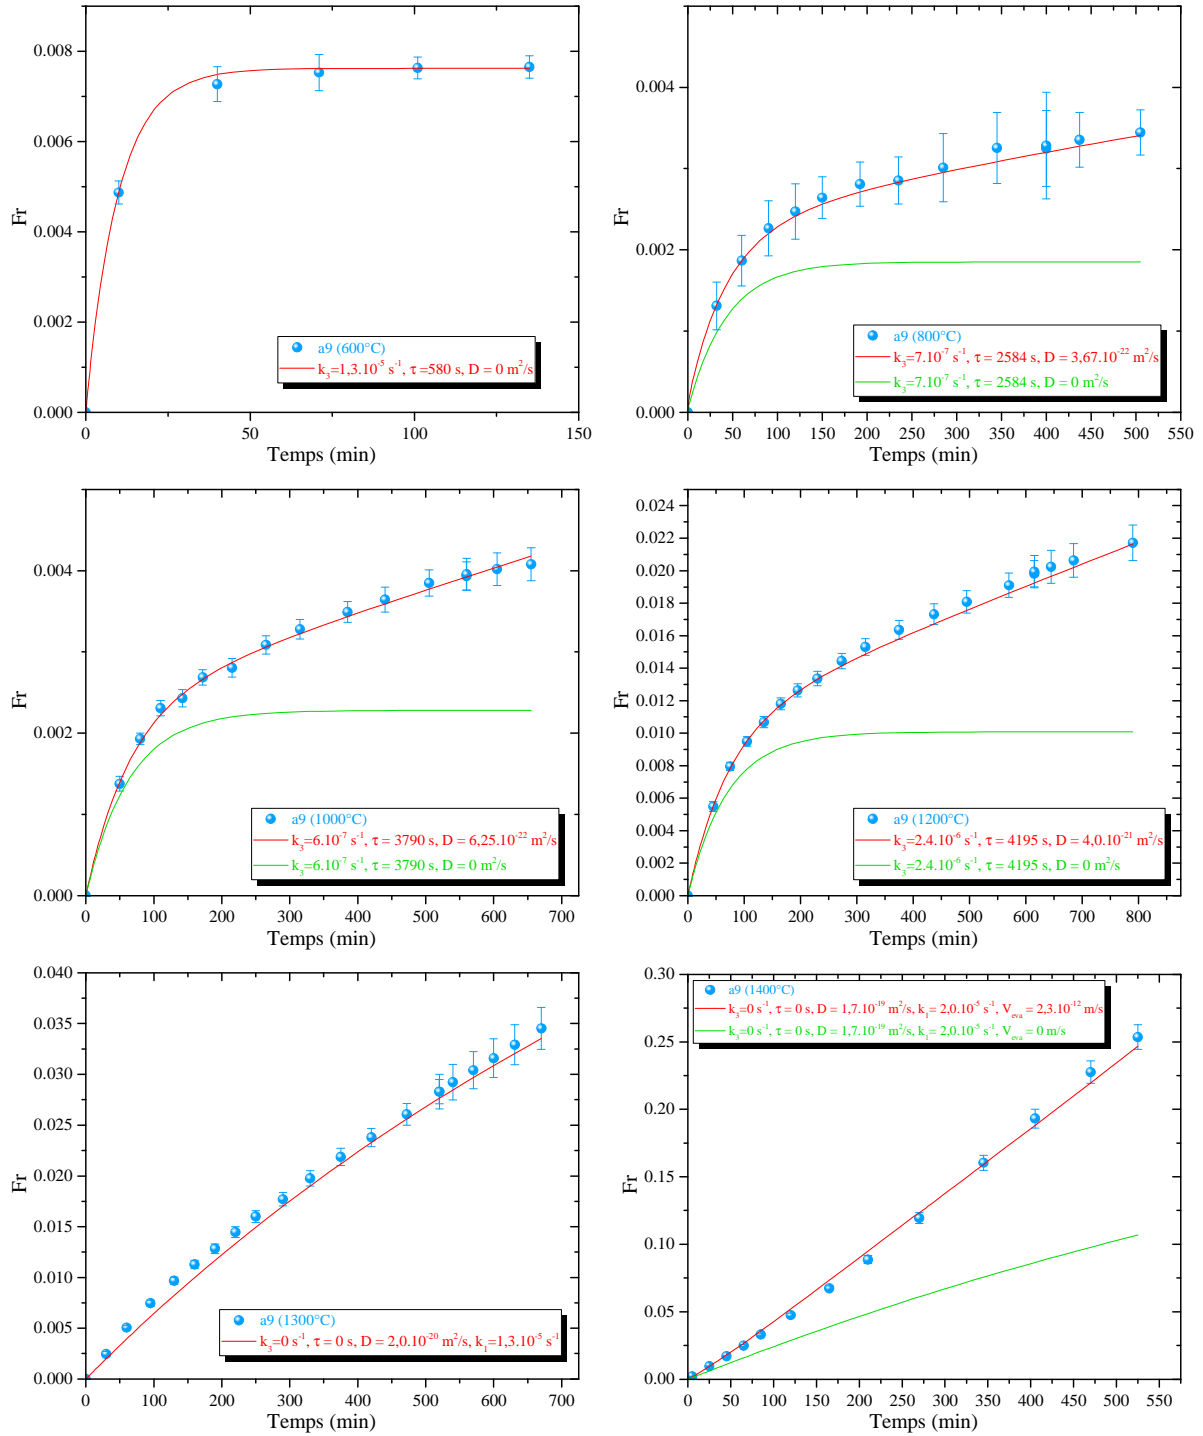 0.008
0.006
0.004
0.002
0.000
Fr
0
50
100
150
Temps (min)
a9 (600°C)
k₃=1,3.10⁻⁵ s⁻¹, τ =580 s, D = 0 m²/s
0.004
0.002
0.000
Fr
0 50 100 150 200 250 300 350 400 450 500 550
Temps (min)
a9 (800°C)
k₃=7.10⁻⁷ s⁻¹, τ = 2584 s, D = 3,67.10⁻²² m²/s
k₃=7.10⁻⁷ s⁻¹, τ = 2584 s, D = 0 m²/s
0.004
0.002
0.000
Fr
0 100 200 300 400 500 600 700
Temps (min)
a9 (1000°C)
k₃=6.10⁻⁷ s⁻¹, τ = 3790 s, D = 6,25.10⁻²² m²/s
k₃=6.10⁻⁷ s⁻¹, τ = 3790 s, D = 0 m²/s
0.024
0.022
0.020
0.018
0.016
0.014
0.012
0.010
0.008
0.006
0.004
0.002
0.000
Fr
0 100 200 300 400 500 600 700 800
Temps (min)
a9 (1200°C)
k₃=2.4.10⁻⁶ s⁻¹, τ = 4195 s, D = 4,0.10⁻²¹ m²/s
k₃=2.4.10⁻⁶ s⁻¹, τ = 4195 s, D = 0 m²/s
0.040
0.035
0.030
0.025
0.020
0.015
0.010
0.005
0.000
Fr
0 100 200 300 400 500 600 700
Temps (min)
a9 (1300°C)
k₃=0 s⁻¹, τ = 0 s, D = 2,0.10⁻²⁰ m²/s, k₁=1,3.10⁻⁵ s⁻¹
0.30
0.25
0.20
0.15
0.10
0.05
0.00
Fr
0 50 100 150 200 250 300 350 400 450 500 550
Temps (min)
a9 (1400°C)
k₃=0 s⁻¹, τ = 0 s, D = 1,7.10⁻¹⁹ m²/s, k₁ = 2,0.10⁻⁵ s⁻¹, V_eva = 2,3.10⁻¹² m/s
k₃=0 s⁻¹, τ = 0 s, D = 1,7.10⁻¹⁹ m²/s, k₁ = 2,0.10⁻⁵ s⁻¹, V_eva = 0 m/s